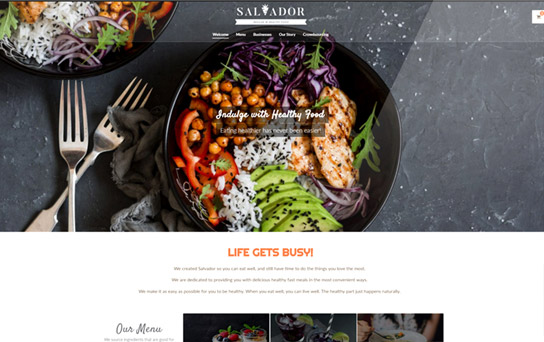 SALVADOR
Welcome Menu Businesses Our Story Crowdsourcing
Indulge with Healthy Food
Eating healthier has never been easier!
LIFE GETS BUSY!
We created Salvador so you can eat well, and still have time to do the things you love the most.
We are dedicated to providing you with delicious healthy fast meals in the most convenient ways.
We make it as easy as possible for you to be healthy. When you eat well, you can live well. The healthy part just happens naturally.
Our Menu
We source ingredients that are good for